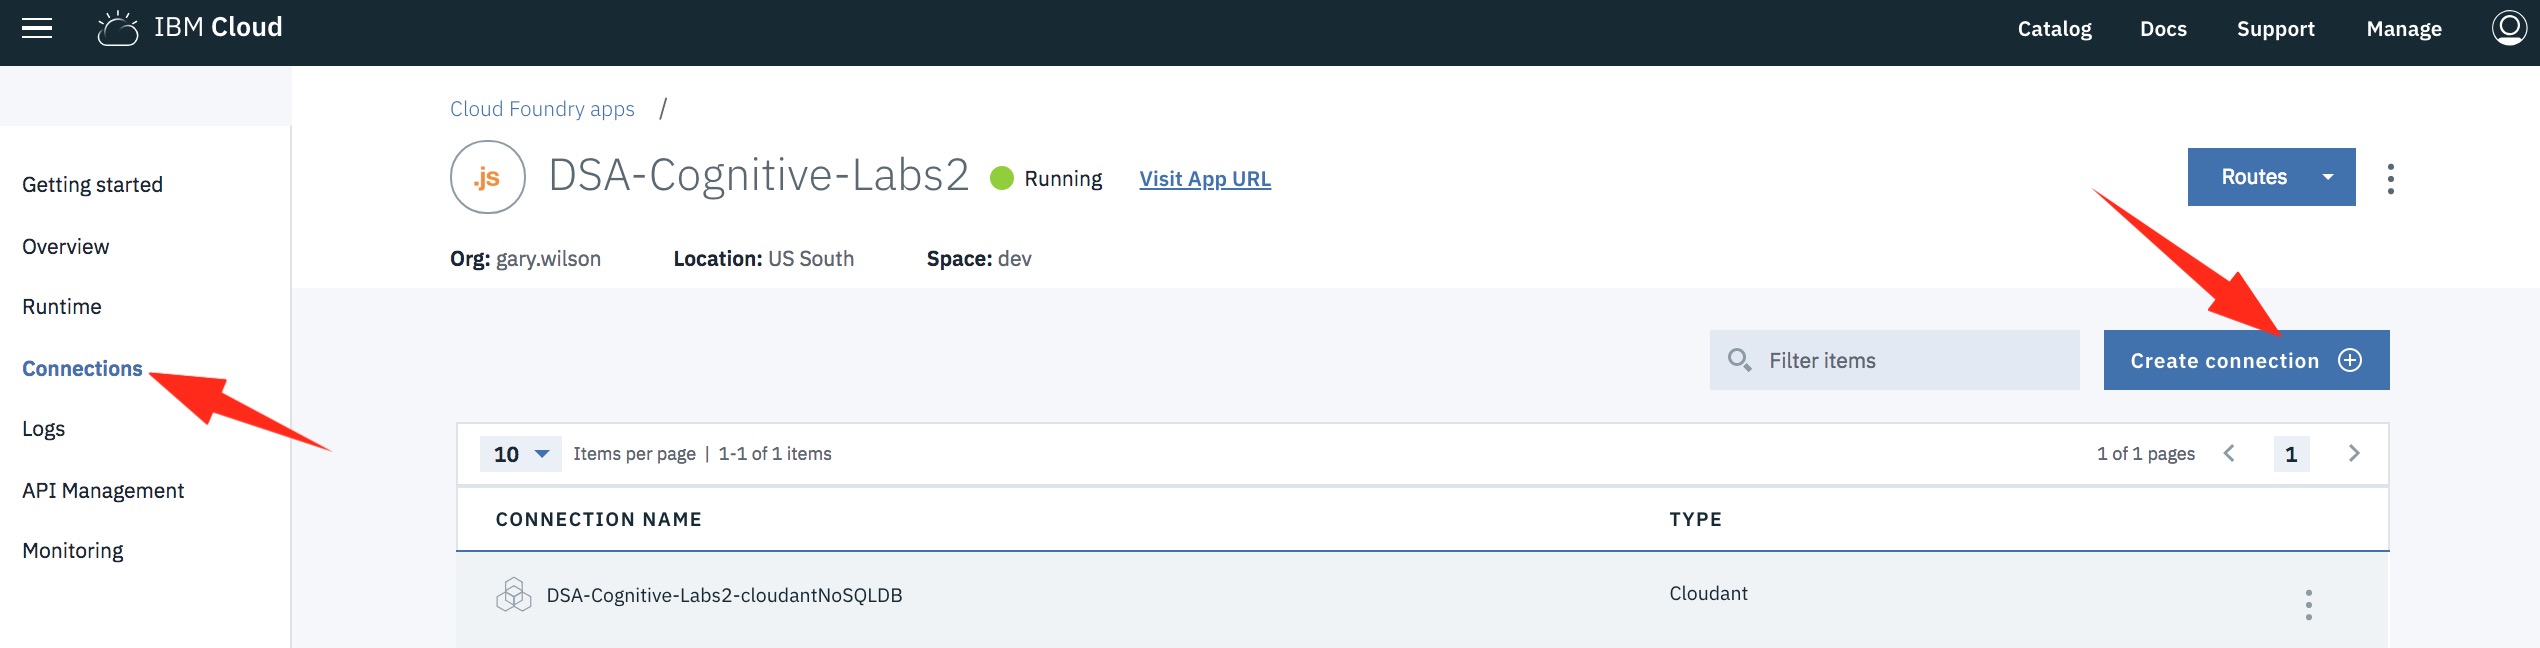 IBM Cloud
Catalog Docs Support Manage
Cloud Foundry apps /
.js DSA-Cognitive-Labs2 Running Visit App URL
Routes
Org: gary.wilson Location: US South Space: dev
Getting started
Overview
Runtime
Connections
Logs
API Management
Monitoring
Filter items
Create connection
10 Items per page | 1-1 of 1 items
1 of 1 pages 1
CONNECTION NAME TYPE
DSA-Cognitive-Labs2-cloudantNoSQLDB Cloudant